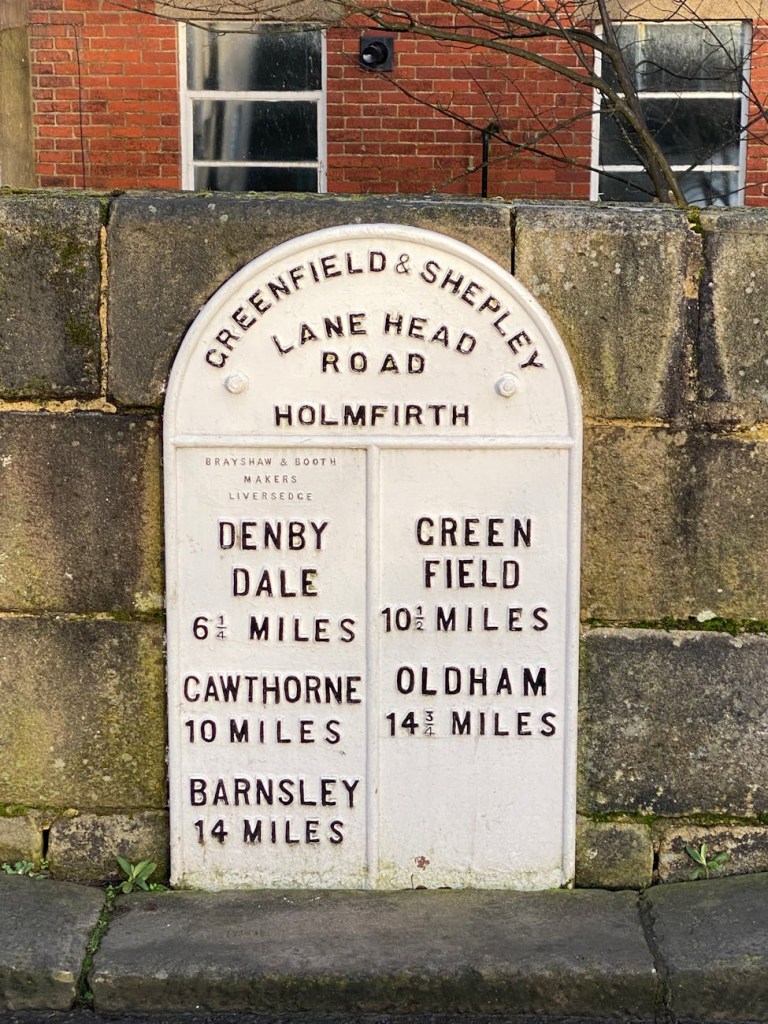 GREENFIELD & SHEPLEY
LANE HEAD
ROAD
HOLMFIRTH
BRAYSHAW & BOOTH
MAKERS
LIVERSEDGE
DENBY
DALE
6¼ MILES
CAWTHORNE
10 MILES
BARNSLEY
14 MILES
GREEN
FIELD
10½ MILES
OLDHAM
14¾ MILES